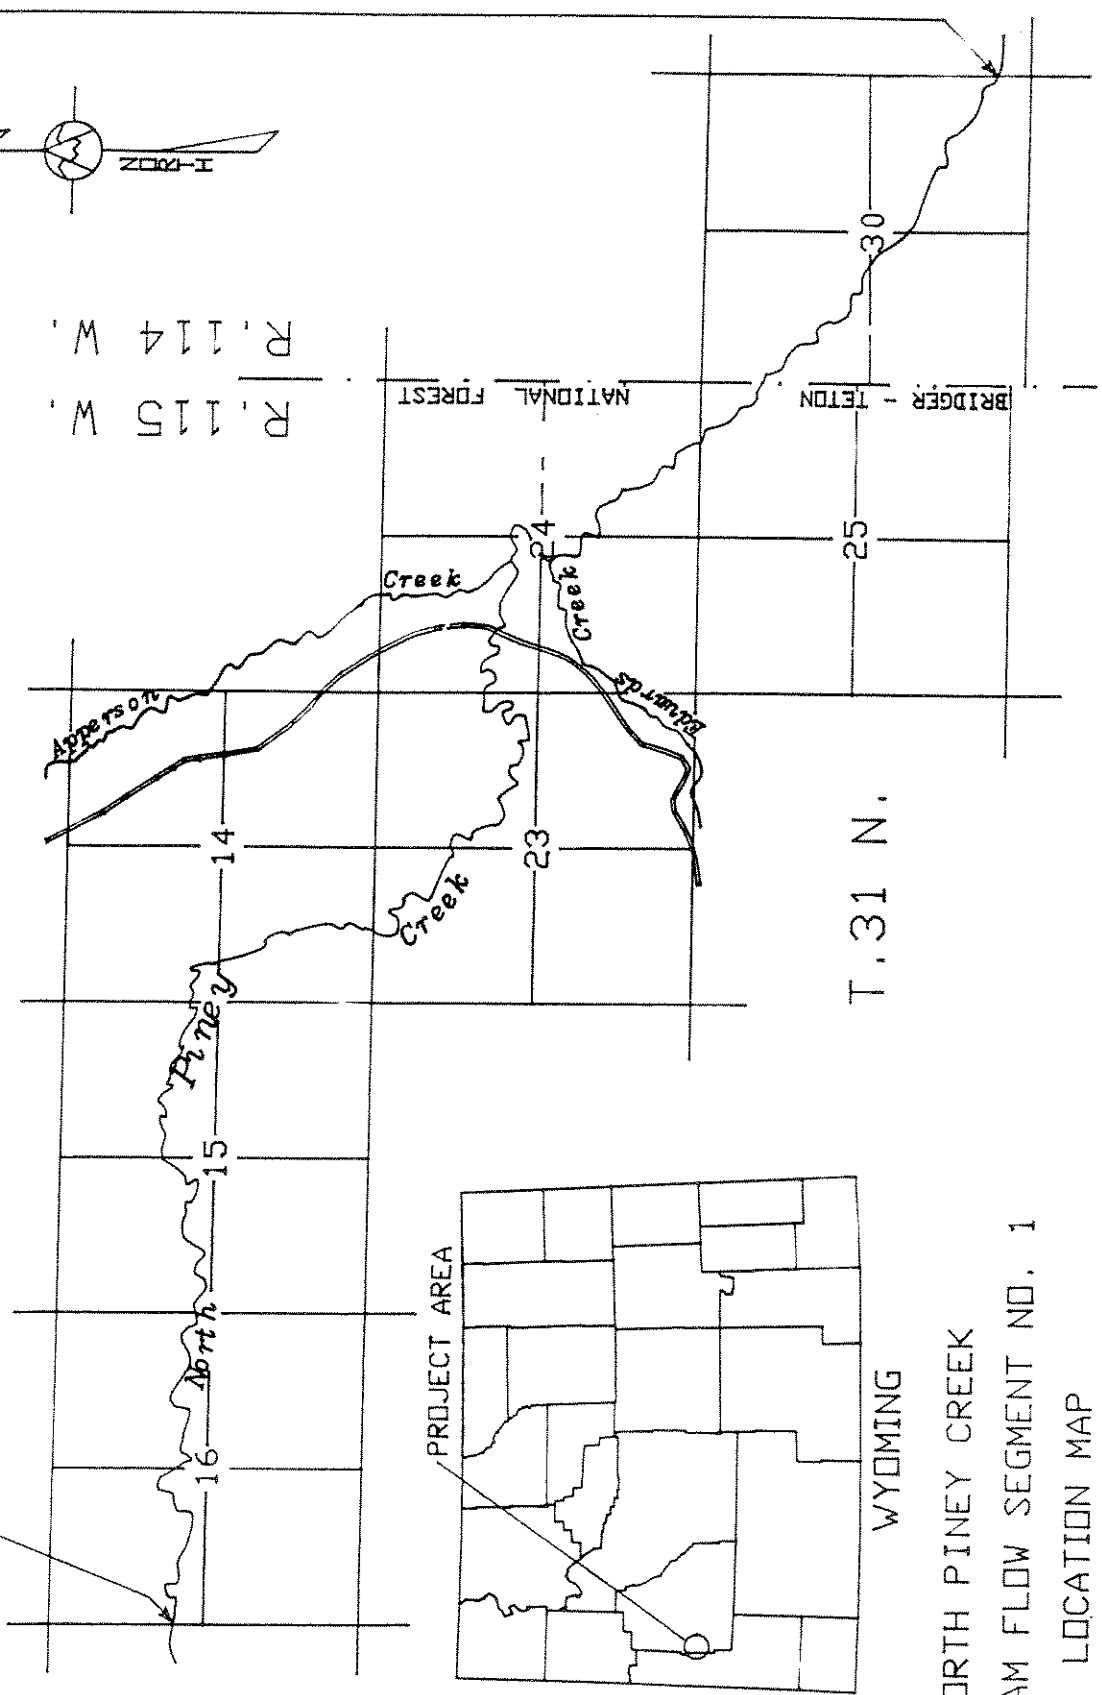 NORTH
R.115 W.
R.114 W.
Apperson
Creek
14
Piney
15
North
16
Creek
23
24
Creek
Edwards
NATIONAL FOREST
BRIDGER - TETON
25
30
T.31 N.
PROJECT AREA
WYOMING
ORTH PINEY CREEK
AM FLOW SEGMENT NO. 1
LOCATION MAP